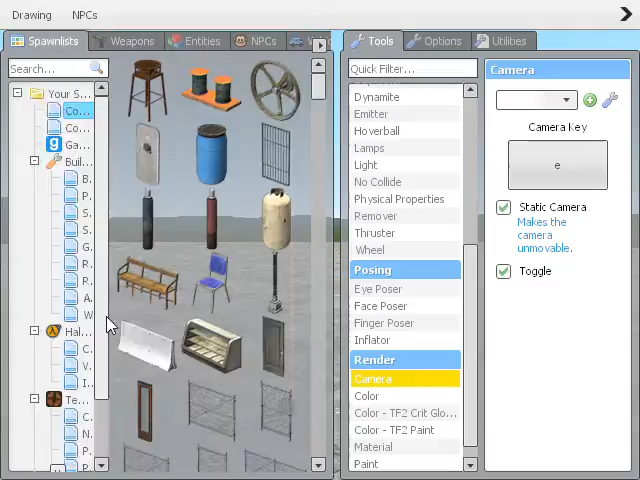 Drawing NPCs
Spawnlists Weapons Entities NPCs
Tools Options Utilities
Search...
Your S...
Co...
Co...
Ga...
Buil...
B.
P..
S..
S..
G..
R..
R..
A..
W
Hal...
C..
V..
I...
Te...
C..
N..
P..
P..
Quick Filter...
Dynamite
Emitter
Hoverball
Lamps
Light
No Collide
Physical Properties
Remover
Thruster
Wheel
Posing
Eye Poser
Face Poser
Finger Poser
Inflator
Render
Camera
Color
Color - TF2 Crit Glo...
Color - TF2 Paint
Material
Paint
Camera
Camera Key
e
Static Camera
Makes the
camera
unmovable.
Toggle